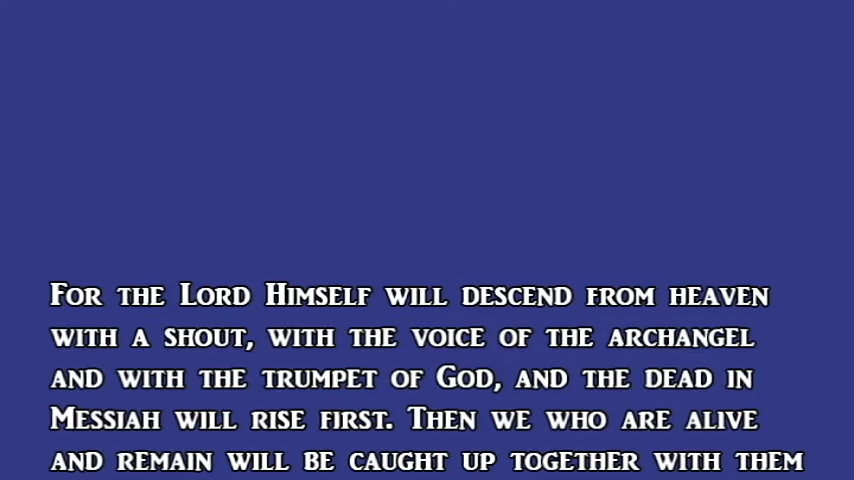 For the Lord Himself will descend from heaven
with a shout, with the voice of the archangel
and with the trumpet of God, and the dead in
Messiah will rise first. Then we who are alive
and remain will be caught up together with them